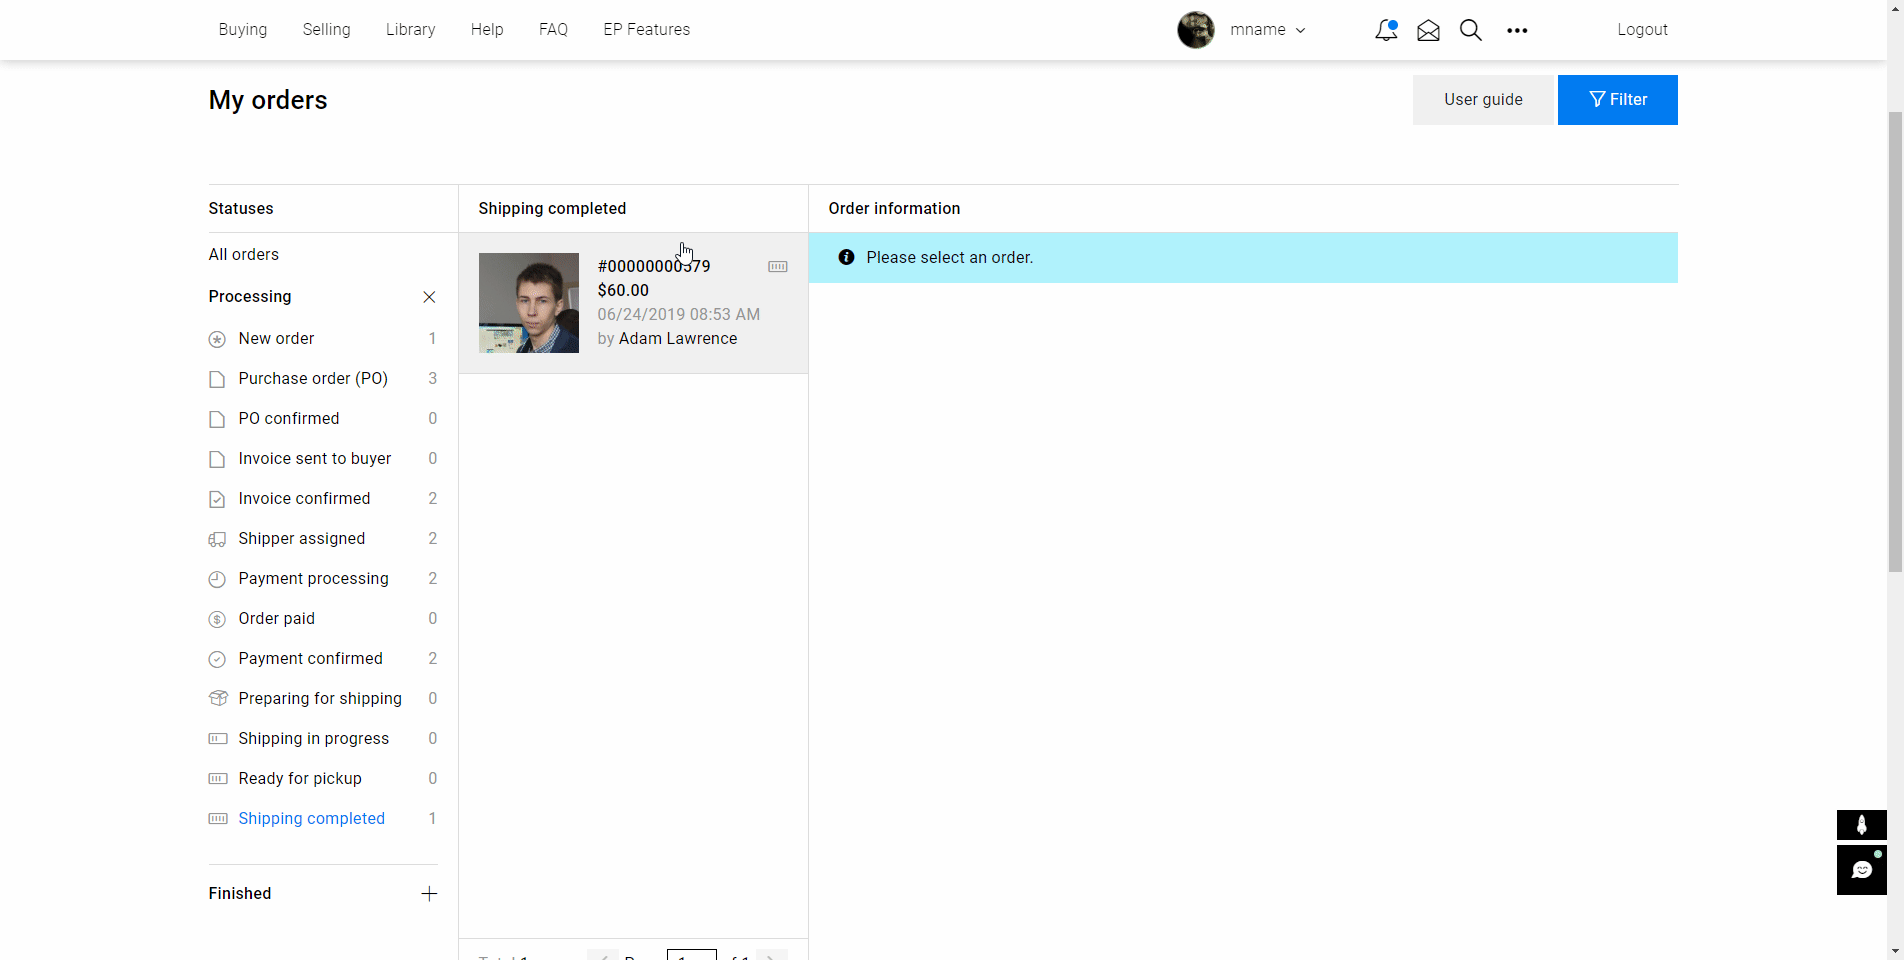 Buying Selling Library Help FAQ EP Features mname Logout
My orders
User guide Filter
Statuses
All orders
Processing
New order 1
Purchase order (PO) 3
PO confirmed 0
Invoice sent to buyer 0
Invoice confirmed 2
Shipper assigned 2
Payment processing 2
Order paid 0
Payment confirmed 2
Preparing for shipping 0
Shipping in progress 0
Ready for pickup 0
Shipping completed 1
Finished
Shipping completed
$60.00
06/24/2019 08:53 AM
by Adam Lawrence
Order information
Please select an order.